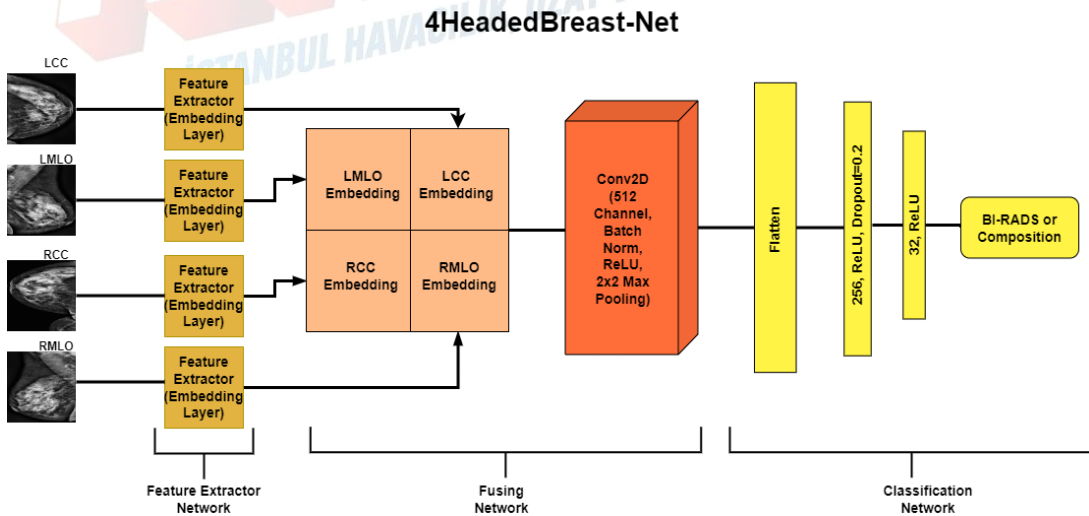 4HeadedBreast-Net
İSTANBUL HAVACILIK UZAY
LCC
LMLO
RCC
RMLO
Feature
Extractor
(Embedding
Layer)
Feature
Extractor
(Embedding
Layer)
Feature
Extractor
(Embedding
Layer)
Feature
Extractor
(Embedding
Layer)
LMLO
Embedding
LCC
Embedding
RCC
Embedding
RMLO
Embedding
Conv2D
(512
Channel,
Batch
Norm,
ReLU,
2x2 Max
Pooling)
Flatten
256, ReLU, Dropout=0.2
32, ReLU
BI-RADS or
Composition
Feature Extractor
Network
Fusing
Network
Classification
Network